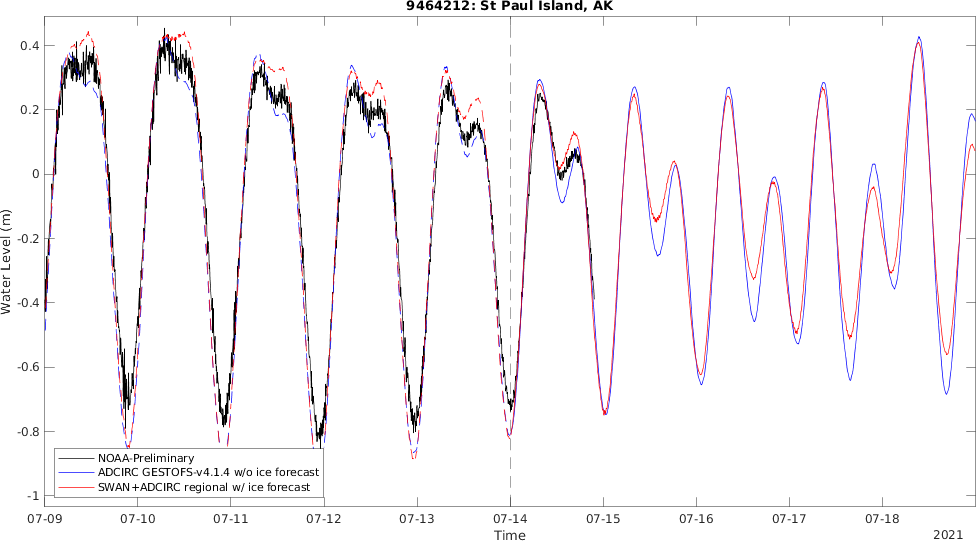 9464212: St Paul Island, AK
Water Level (m)
0.4
0.2
0
-0.2
-0.4
-0.6
-0.8
-1
NOAA-Preliminary
ADCIRC GESTOFS-v4.1.4 w/o ice forecast
SWAN+ADCIRC regional w/ ice forecast
07-09 07-10 07-11 07-12 07-13 07-14 07-15 07-16 07-17 07-18
Time
2021